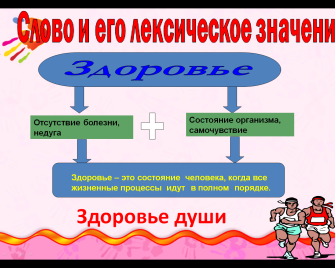 Слово и его лексическое значени
Здоровье
Отсутствие болезни,
недуга
Состояние организма,
самочувствие
Здоровье – это состояние человека, когда все
жизненные процессы идут в полном порядке.
Здоровье души